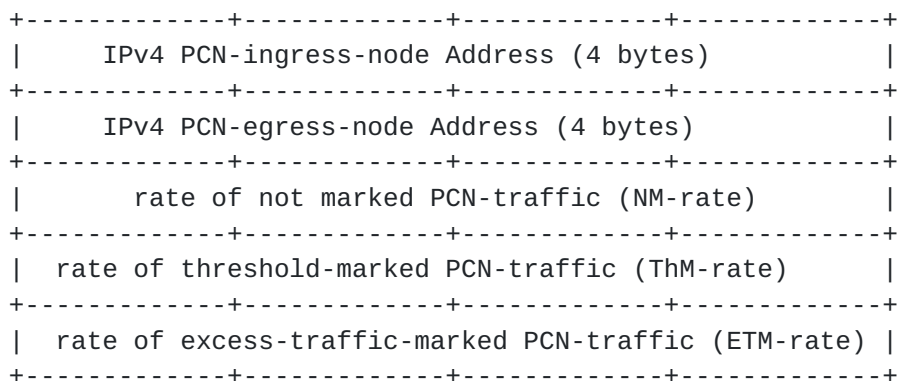 +-------------+-------------+-------------+-------------+
|      IPv4 PCN-ingress-node Address (4 bytes)          |
+-------------+-------------+-------------+-------------+
|      IPv4 PCN-egress-node Address (4 bytes)           |
+-------------+-------------+-------------+-------------+
|        rate of not marked PCN-traffic (NM-rate)       |
+-------------+-------------+-------------+-------------+
|   rate of threshold-marked PCN-traffic (ThM-rate)     |
+-------------+-------------+-------------+-------------+
|   rate of excess-traffic-marked PCN-traffic (ETM-rate) |
+-------------+-------------+-------------+-------------+